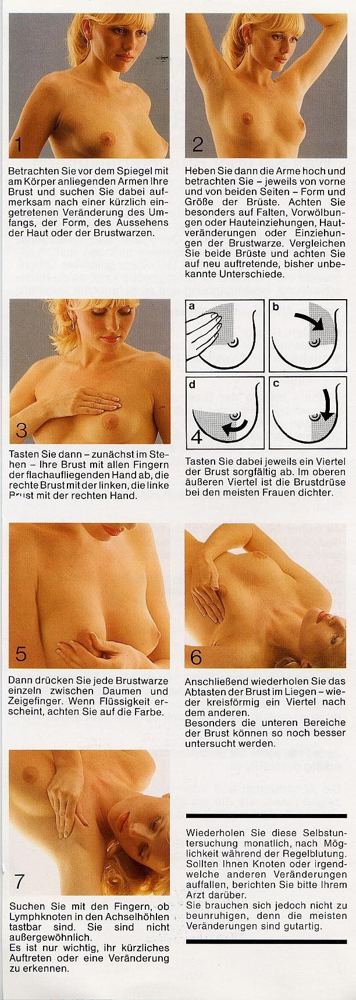 1
Betrachten Sie vor dem Spiegel mit
am Körper anliegenden Armen Ihre
Brust und suchen Sie dabei auf-
merksam nach einer kürzlich ein-
getretenen Veränderung des Um-
fangs, der Form, des Aussehens
der Haut oder der Brustwarzen.
2
Heben Sie dann die Arme hoch und
betrachten Sie – jeweils von vorne
und von beiden Seiten – Form und
Größe der Brüste. Achten Sie
besonders auf Falten, Vorwölbun-
gen oder Hauteinziehungen, Haut-
veränderungen oder Einziehun-
gen der Brustwarze. Vergleichen
Sie beide Brüste und achten Sie
auf neu auftretende, bisher unbe-
kannte Unterschiede.
3
Tasten Sie dann – zunächst im Ste-
hen – Ihre Brust mit allen Fingern
der flachaufliegenden Hand ab, die
rechte Brust mit der linken, die linke
Brust mit der rechten Hand.
a
b
d
c
4
Tasten Sie dabei jeweils ein Viertel
der Brust sorgfältig ab. Im oberen
äußeren Viertel ist die Brustdrüse
bei den meisten Frauen dichter.
5
Dann drücken Sie jede Brustwarze
einzeln zwischen Daumen und
Zeigefinger. Wenn Flüssigkeit er-
scheint, achten Sie auf die Farbe.
6
Anschließend wiederholen Sie das
Abtasten der Brust im Liegen – wie-
der kreisförmig ein Viertel nach
dem anderen.
Besonders die unteren Bereiche
der Brust können so noch besser
untersucht werden.
7
Suchen Sie mit den Fingern, ob
Lymphknoten in den Achselhöhlen
tastbar sind. Sie sind nicht
außergewöhnlich.
Es ist nur wichtig, ihr kürzliches
Auftreten oder eine Veränderung
zu erkennen.
Wiederholen Sie diese Selbstun-
tersuchung monatlich, nach Mög-
lichkeit während der Regelblutung.
Sollten Ihnen Knoten oder irgend-
welche anderen Veränderungen
auffallen, berichten Sie bitte Ihrem
Arzt darüber.
Sie brauchen sich jedoch nicht zu
beunruhigen, denn die meisten
Veränderungen sind gutartig.